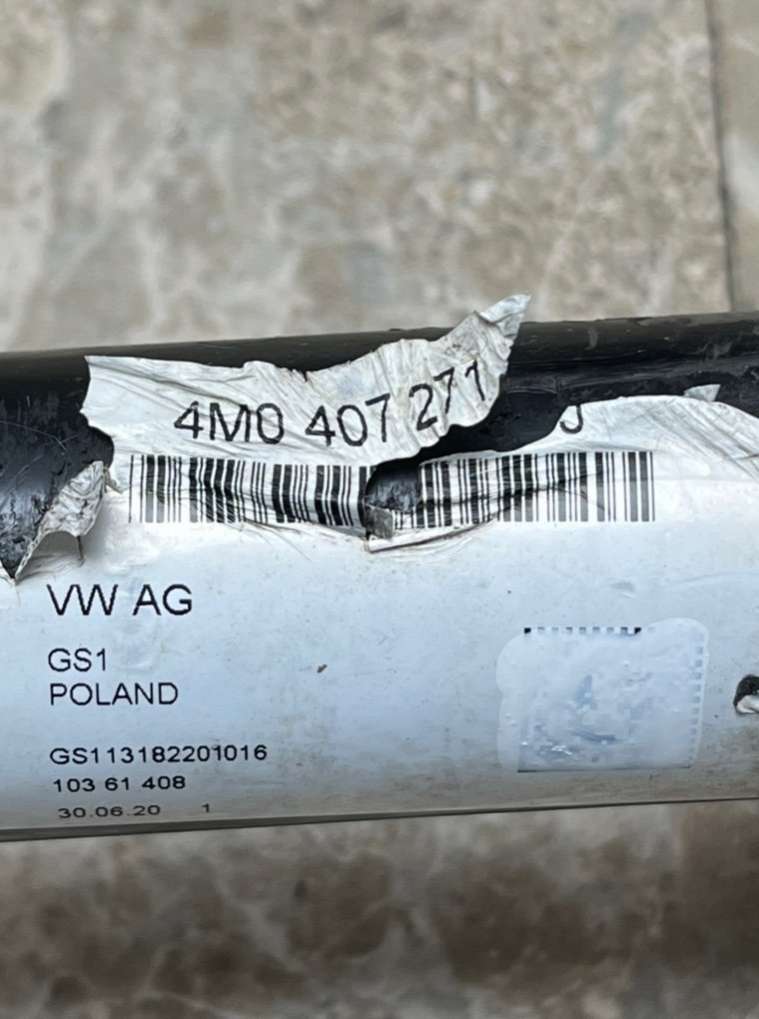 4M0 407 271 J
VW AG
GS1
POLAND
GS113182201016
103 61 408
30.06.20 1